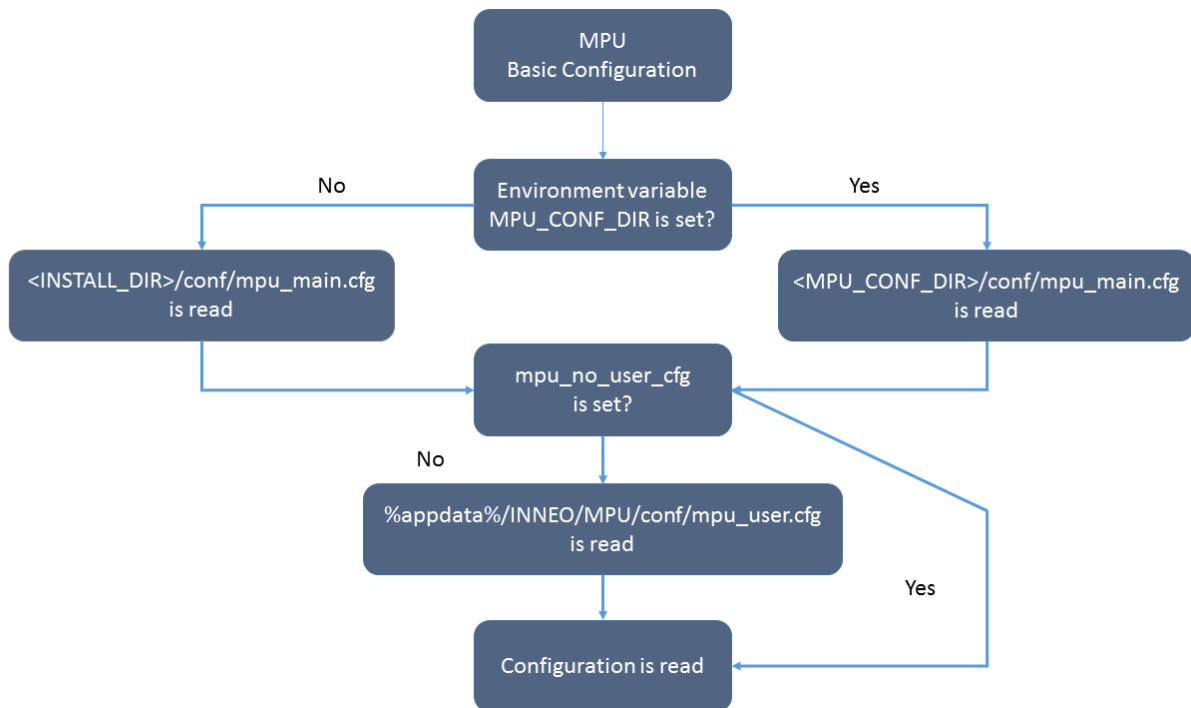 MPU
Basic Configuration
No
Environment variable
MPU_CONF_DIR is set?
Yes
<INSTALL_DIR>/conf/mpu_main.cfg
is read
<MPU_CONF_DIR>/conf/mpu_main.cfg
is read
mpu_no_user_cfg
is set?
No
%appdata%/INNEO/MPU/conf/mpu_user.cfg
is read
Yes
Configuration is read